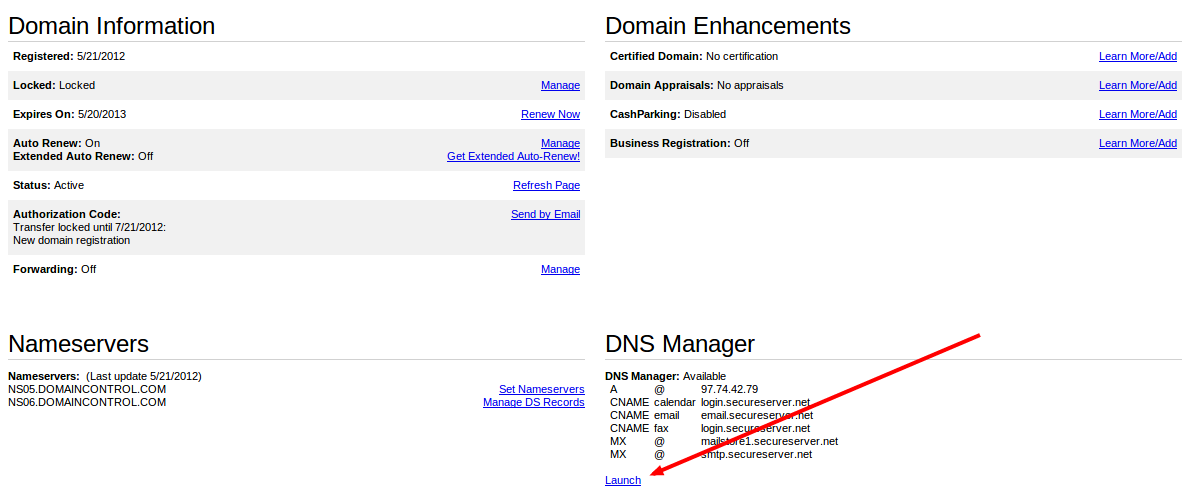 Domain Information
Registered: 5/21/2012
Locked: Locked Manage
Expires On: 5/20/2013 Renew Now
Auto Renew: On Manage
Extended Auto Renew: Off Get Extended Auto-Renew!
Status: Active Refresh Page
Authorization Code: Send by Email
Transfer locked until 7/21/2012:
New domain registration
Forwarding: Off Manage
Domain Enhancements
Certified Domain: No certification Learn More/Add
Domain Appraisals: No appraisals Learn More/Add
CashParking: Disabled Learn More/Add
Business Registration: Off Learn More/Add
Nameservers
Nameservers: (Last update 5/21/2012)
NS05.DOMAINCONTROL.COM Set Nameservers
NS06.DOMAINCONTROL.COM Manage DS Records
DNS Manager
DNS Manager: Available
A @ 97.74.42.79
CNAME calendar login.secureserver.net
CNAME email email.secureserver.net
CNAME fax login.secureserver.net
MX @ mailstore1.secureserver.net
MX @ smtp.secureserver.net
Launch